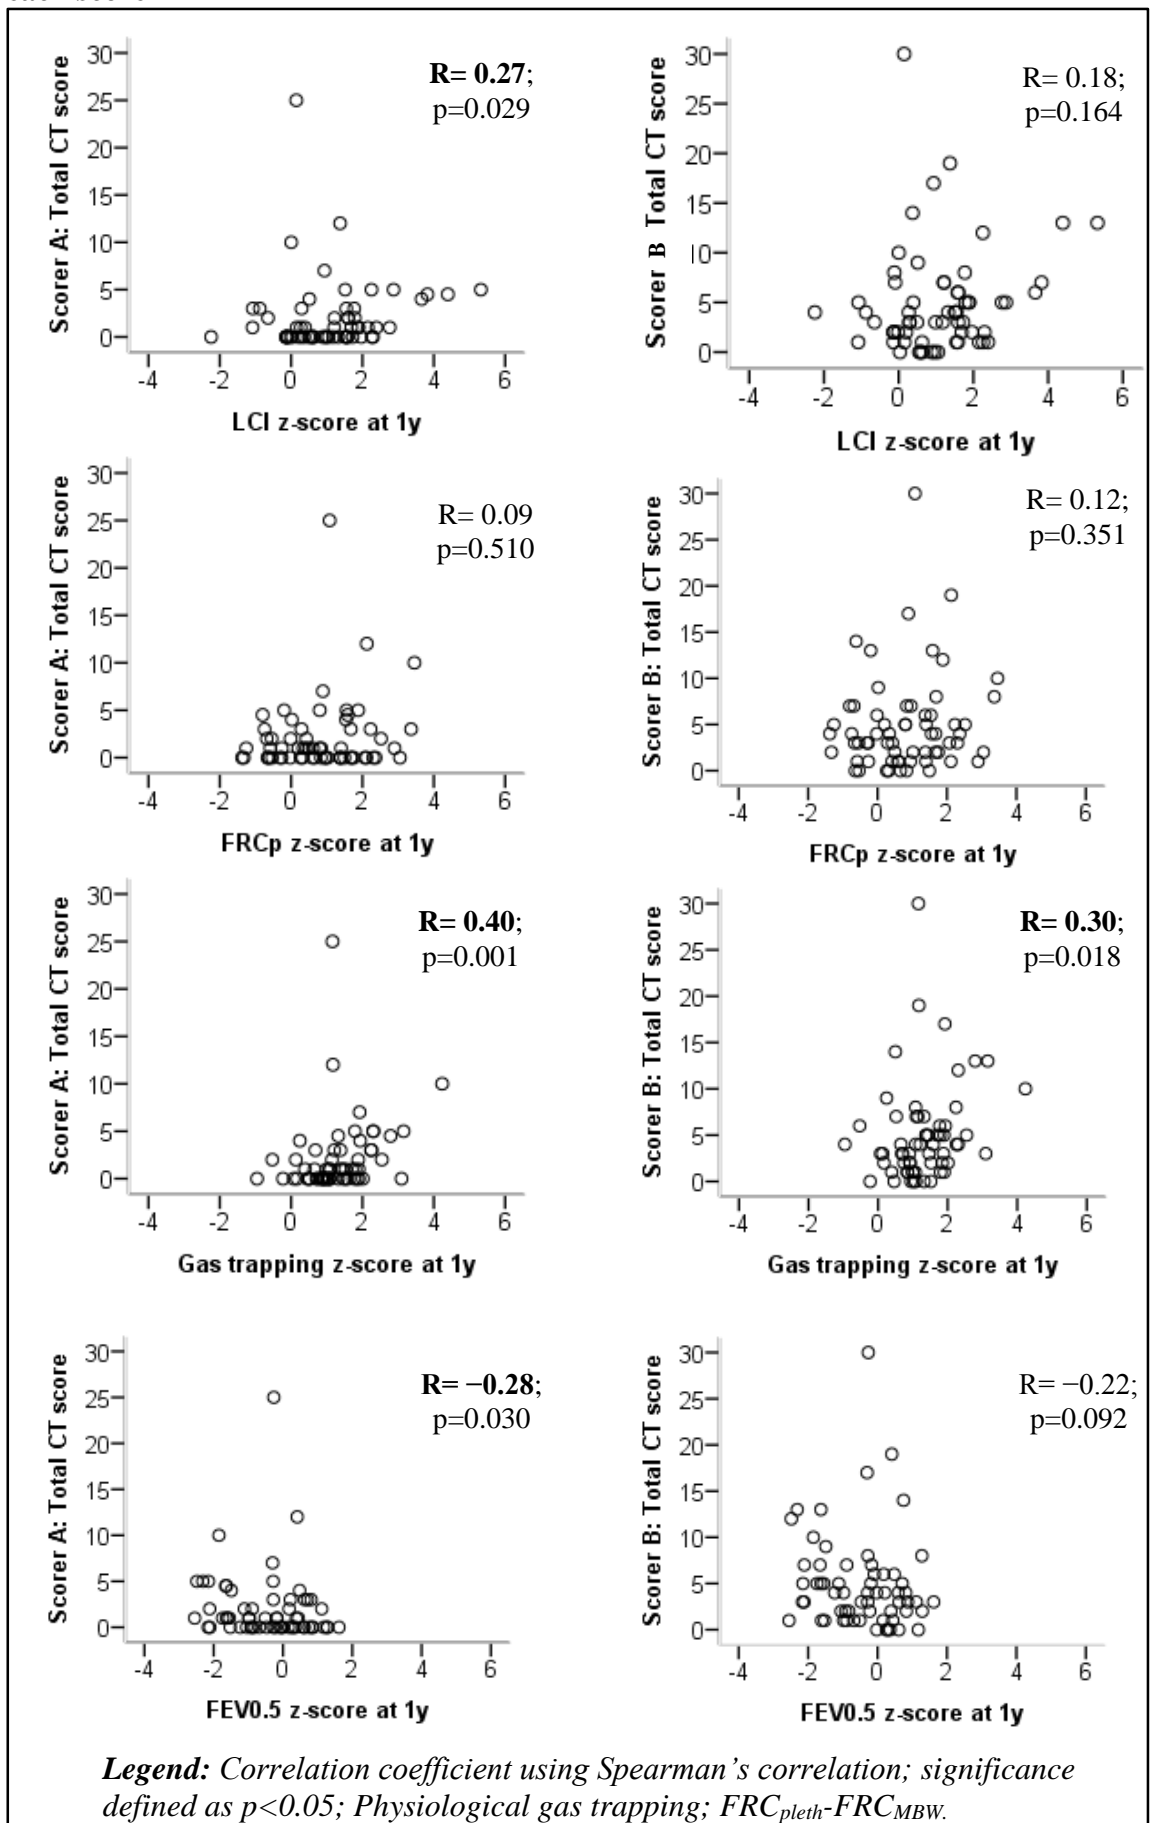 30
25
20
15
10
5
0
Scorer A: Total CT score
R= 0.27;
p=0.029
-4 -2 0 2 4 6
LCI z-score at 1y
30
25
20
15
10
5
0
Scorer B Total CT score
R= 0.18;
p=0.164
-4 -2 0 2 4 6
LCI z-score at 1y
30
25
20
15
10
5
0
Scorer A: Total CT score
R= 0.09
p=0.510
-4 -2 0 2 4 6
FRCp z-score at 1y
30
25
20
15
10
5
0
Scorer B: Total CT score
R= 0.12;
p=0.351
-4 -2 0 2 4 6
FRCp z-score at 1y
30
25
20
15
10
5
0
Scorer A: Total CT score
R= 0.40;
p=0.001
-4 -2 0 2 4 6
Gas trapping z-score at 1y
30
25
20
15
10
5
0
Scorer B: Total CT score
R= 0.30;
p=0.018
-4 -2 0 2 4 6
Gas trapping z-score at 1y
30
25
20
15
10
5
0
Scorer A: Total CT score
R= −0.28;
p=0.030
-4 -2 0 2 4 6
FEV0.5 z-score at 1y
30
25
20
15
10
5
0
Scorer B: Total CT score
R= −0.22;
p=0.092
-4 -2 0 2 4 6
FEV0.5 z-score at 1y
Legend: Correlation coefficient using Spearman's correlation; significance
defined as p<0.05; Physiological gas trapping; FRCpleth-FRCMBW.